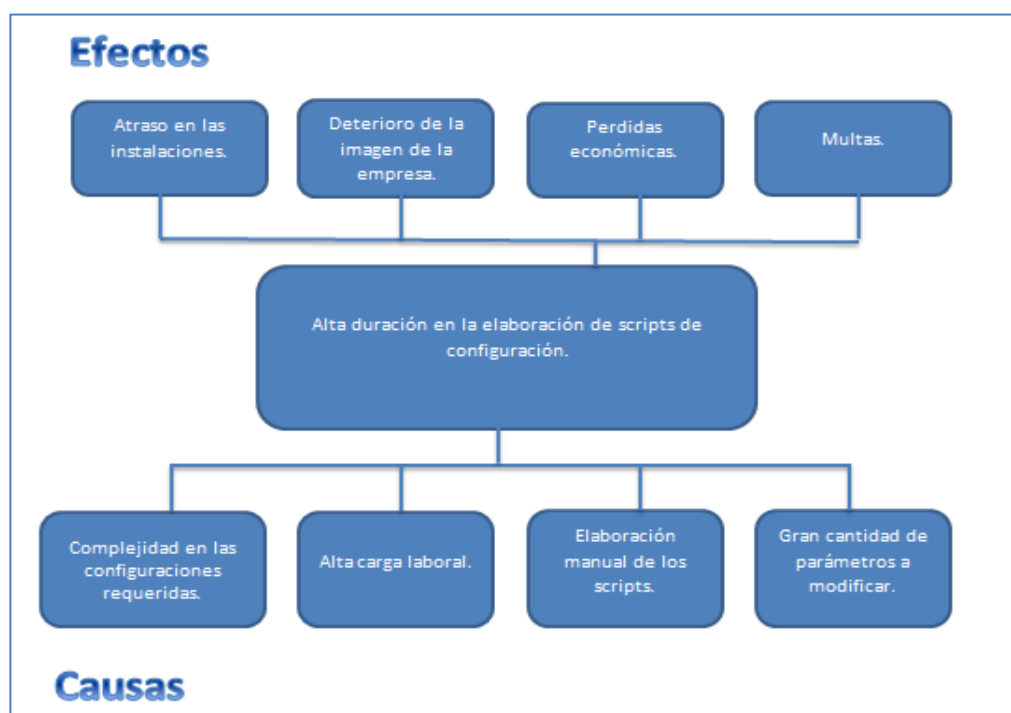 Efectos
Atraso en las
instalaciones.
Deterioro de la
imagen de la
empresa.
Perdidas
económicas.
Multas.
Alta duración en la elaboración de scripts de
configuración.
Complejidad en las
configuraciones
requeridas.
Alta carga laboral.
Elaboración
manual de los
scripts.
Gran cantidad de
parámetros a
modificar.
Causas